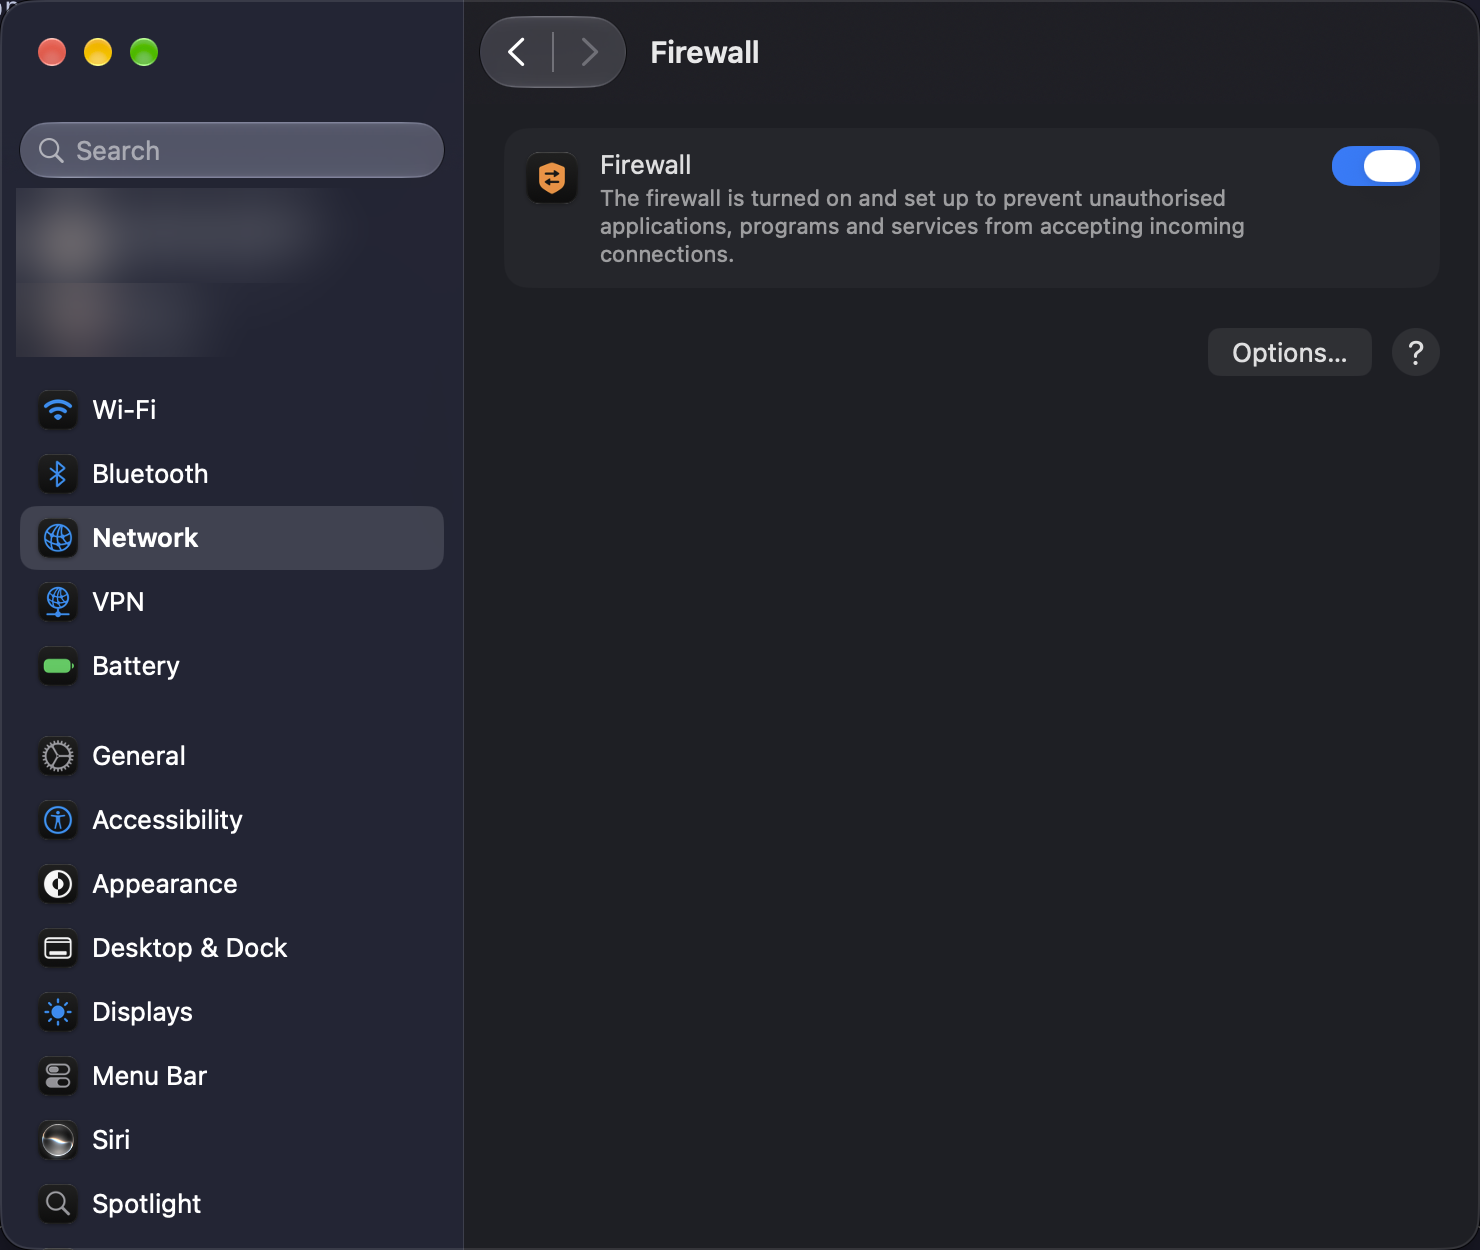 Firewall
Search
Firewall
The firewall is turned on and set up to prevent unauthorised
applications, programs and services from accepting incoming
connections.
Options...
?
Wi-Fi
Bluetooth
Network
VPN
Battery
General
Accessibility
Appearance
Desktop & Dock
Displays
Menu Bar
Siri
Spotlight